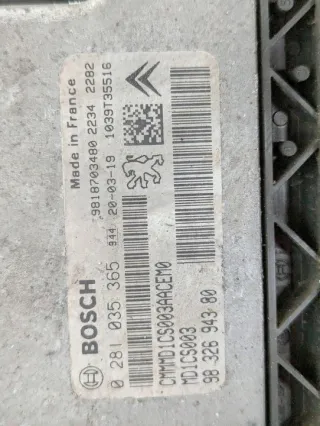 Made in France
9818703480 2234 2282
944 20-03-19 1039T35516
BOSCH
0 281 035 365
CMMMD1CS003AACEM0
MD1CS003
98 326 943 80